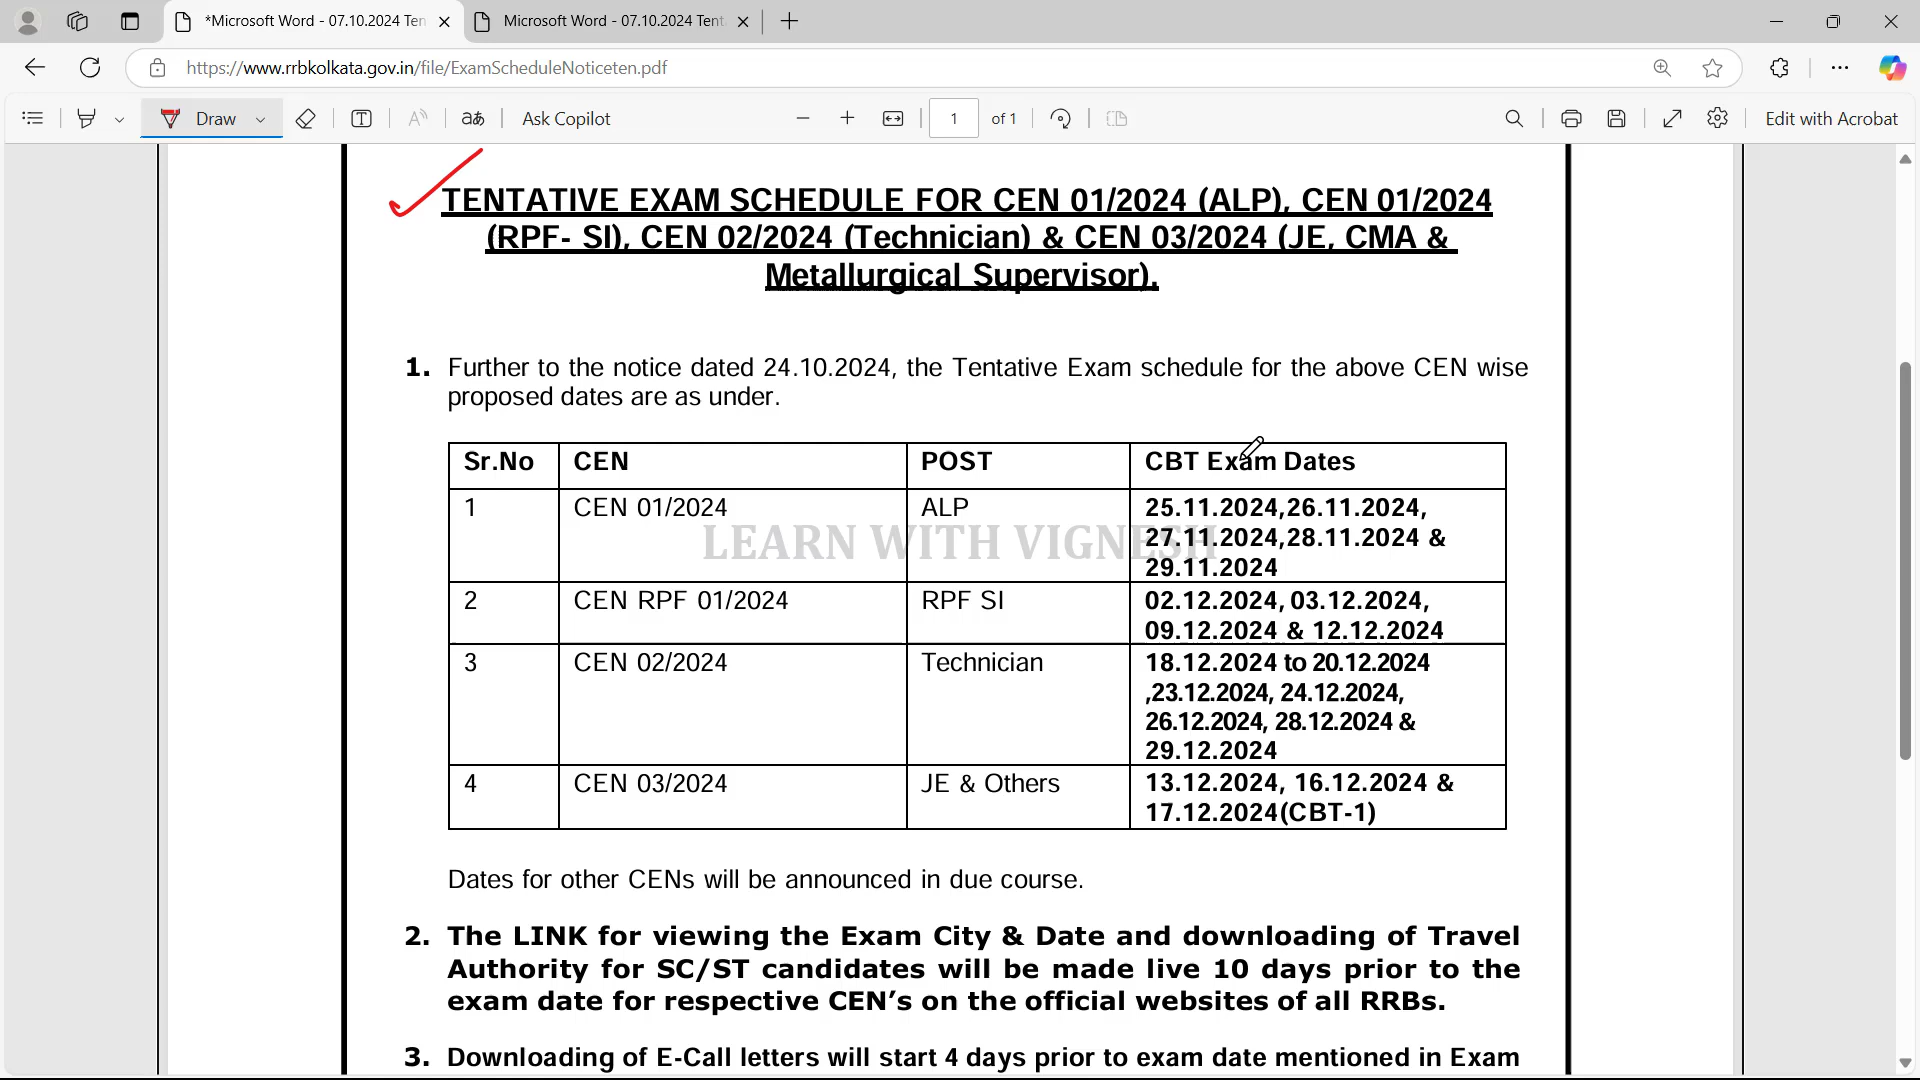 *Microsoft Word - 07.10.2024 Ten
Microsoft Word - 07.10.2024 Tent
https://www.rrbkolkata.gov.in/file/ExamScheduleNoticeten.pdf
Draw
Ask Copilot
1 of 1
Edit with Acrobat
TENTATIVE EXAM SCHEDULE FOR CEN 01/2024 (ALP), CEN 01/2024
(RPF- SI), CEN 02/2024 (Technician) & CEN 03/2024 (JE, CMA &
Metallurgical Supervisor).
1. Further to the notice dated 24.10.2024, the Tentative Exam schedule for the above CEN wise
proposed dates are as under.
Sr.No CEN POST CBT Exam Dates
1 CEN 01/2024 ALP 25.11.2024,26.11.2024,
27.11.2024,28.11.2024 &
29.11.2024
LEARN WITH VIGNESH
2 CEN RPF 01/2024 RPF SI 02.12.2024, 03.12.2024,
09.12.2024 & 12.12.2024
3 CEN 02/2024 Technician 18.12.2024 to 20.12.2024
,23.12.2024, 24.12.2024,
26.12.2024, 28.12.2024 &
29.12.2024
4 CEN 03/2024 JE & Others 13.12.2024, 16.12.2024 &
17.12.2024(CBT-1)
Dates for other CENs will be announced in due course.
2. The LINK for viewing the Exam City & Date and downloading of Travel
Authority for SC/ST candidates will be made live 10 days prior to the
exam date for respective CEN's on the official websites of all RRBs.
3. Downloading of E-Call letters will start 4 days prior to exam date mentioned in Exam